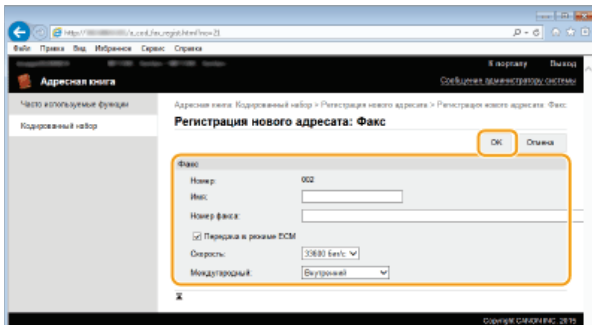 Файл Правка Вид Избранное Сервис Справка
К порталу Выход
Адресная книга
Сообщение администратору системы
Часто используемые функции
Адресная книга: Кодированный набор > Регистрация нового адресата > Регистрация нового адресата: Факс
Кодированный набор
Регистрация нового адресата: Факс
OK Отмена
Факс
Номер: 002
Имя:
Номер факса:
Передача в режиме ECM
Скорость: 33600 бит/с
Международный: Внутренний
Copyright CANON INC. 2015